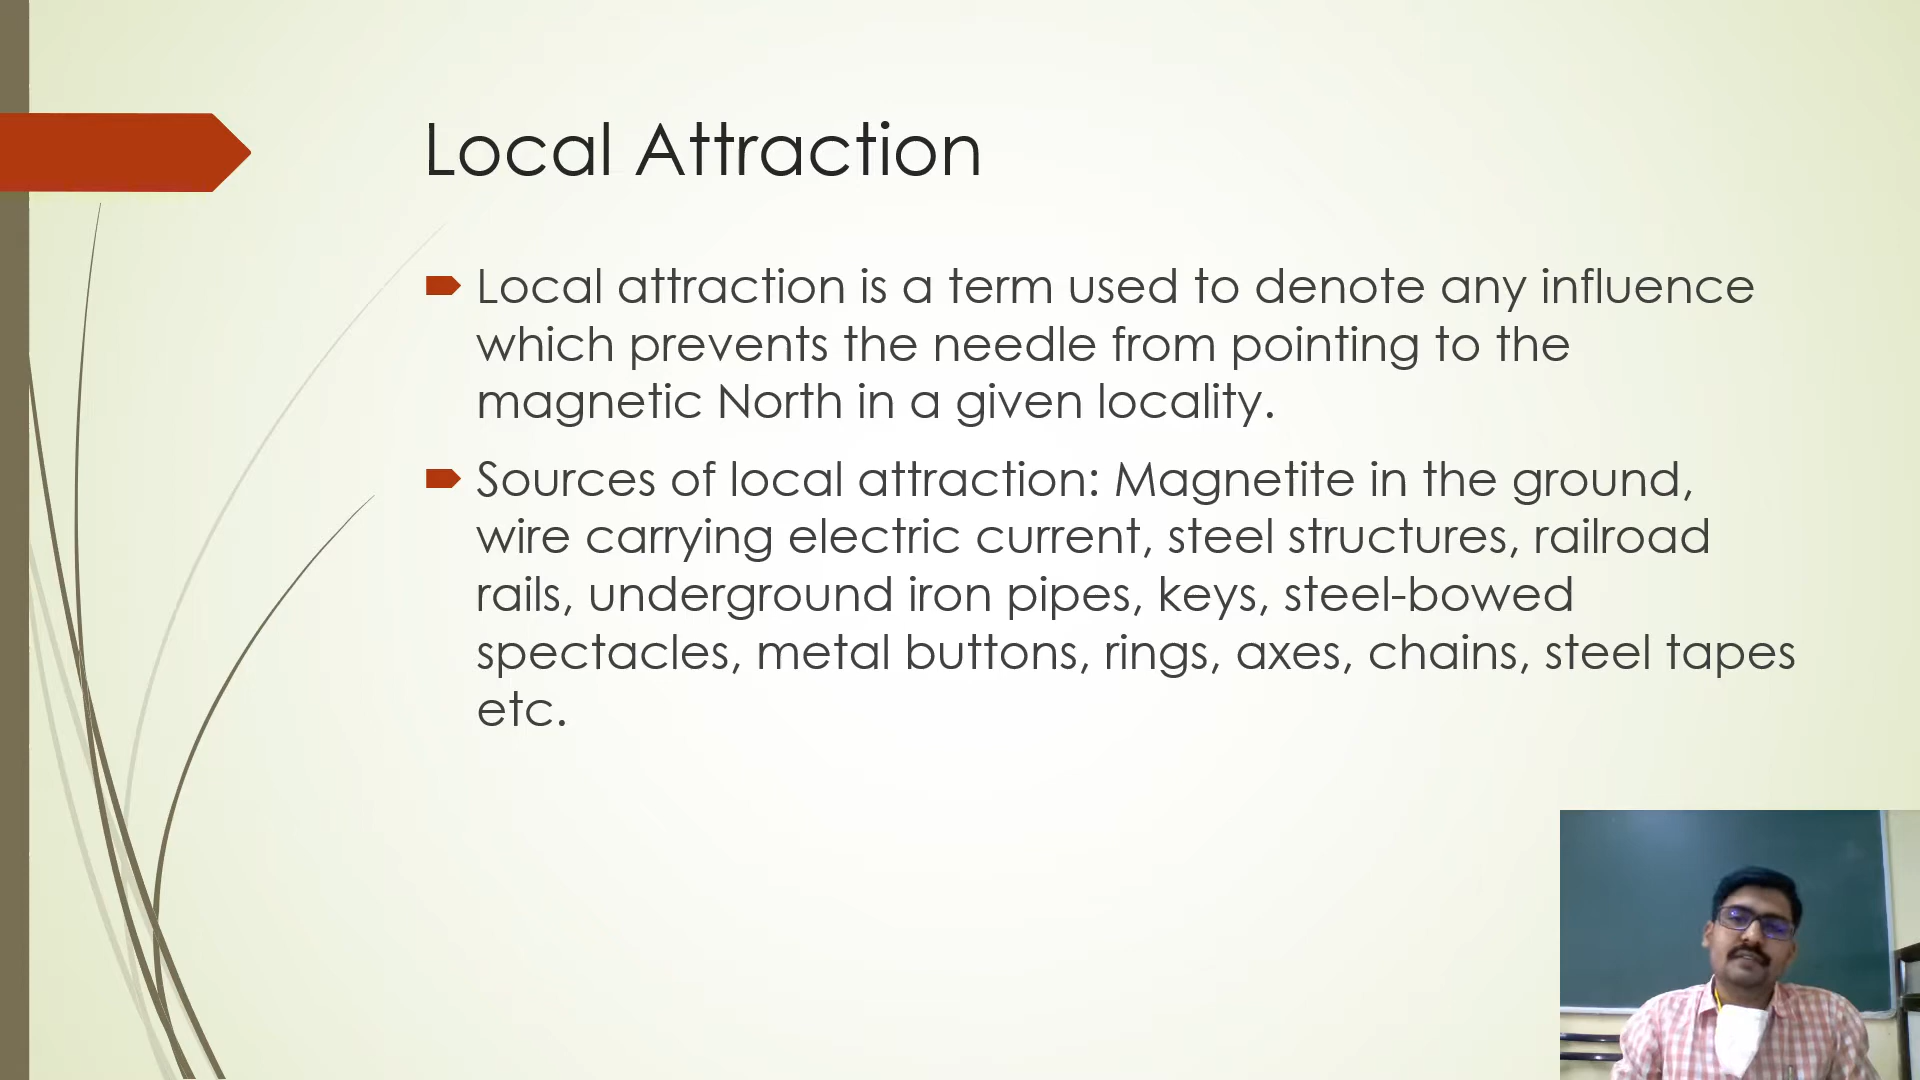 Local Attraction
Local attraction is a term used to denote any influence
which prevents the needle from pointing to the
magnetic North in a given locality.
Sources of local attraction: Magnetite in the ground,
wire carrying electric current, steel structures, railroad
rails, underground iron pipes, keys, steel-bowed
spectacles, metal buttons, rings, axes, chains, steel tapes
etc.